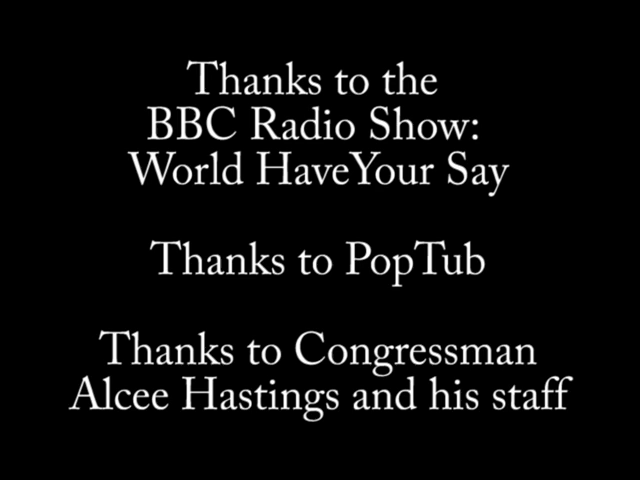 Thanks to the
BBC Radio Show:
World HaveYour Say
Thanks to PopTub
Thanks to Congressman
Alcee Hastings and his staff